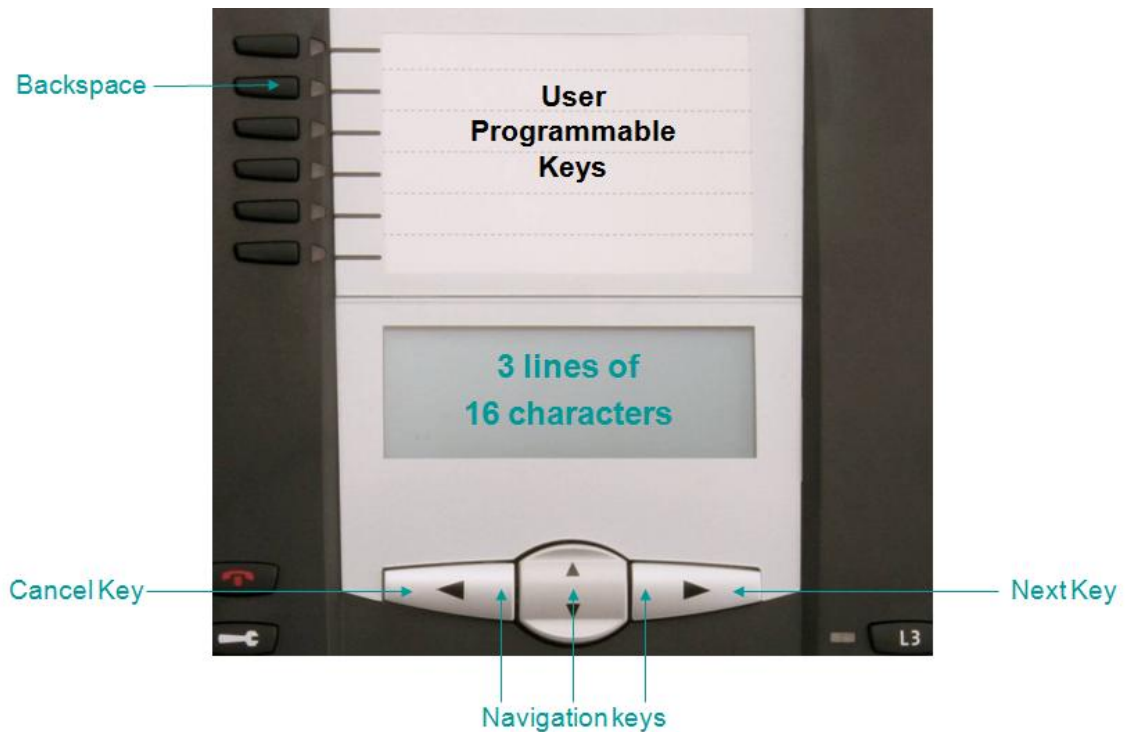 Backspace
User
Programmable
Keys
3 lines of
16 characters
Cancel Key
Next Key
L3
Navigation keys